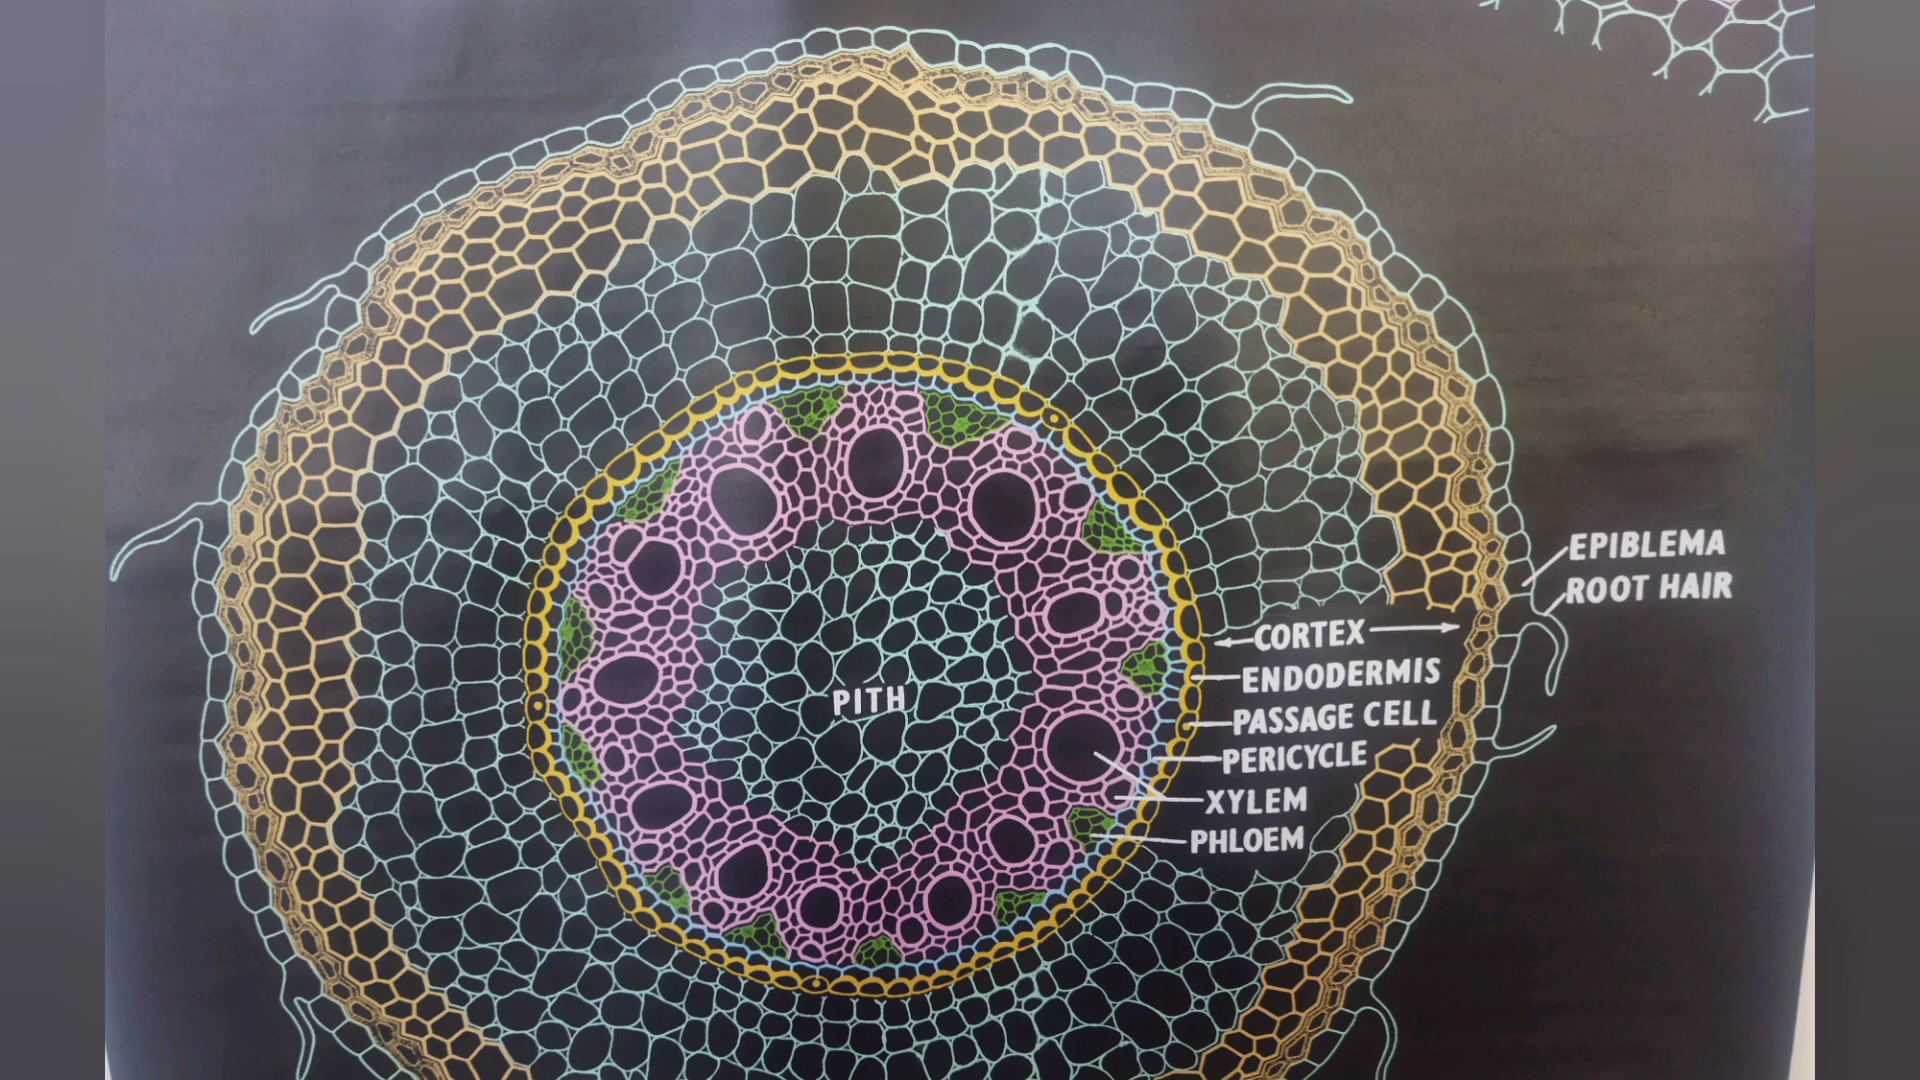 EPIBLEMA
ROOT HAIR
CORTEX
ENDODERMIS
PASSAGE CELL
PERICYCLE
XYLEM
PHLOEM
PITH